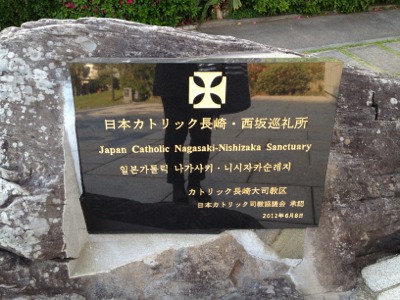 日本カトリック長崎・西坂巡礼所
Japan Catholic Nagasaki-Nishizaka Sanctuary
일본가톨릭 나가사키・니시자카순례지
カトリック長崎大司教区
日本カトリック司教協議会 承認
2012年6月8日